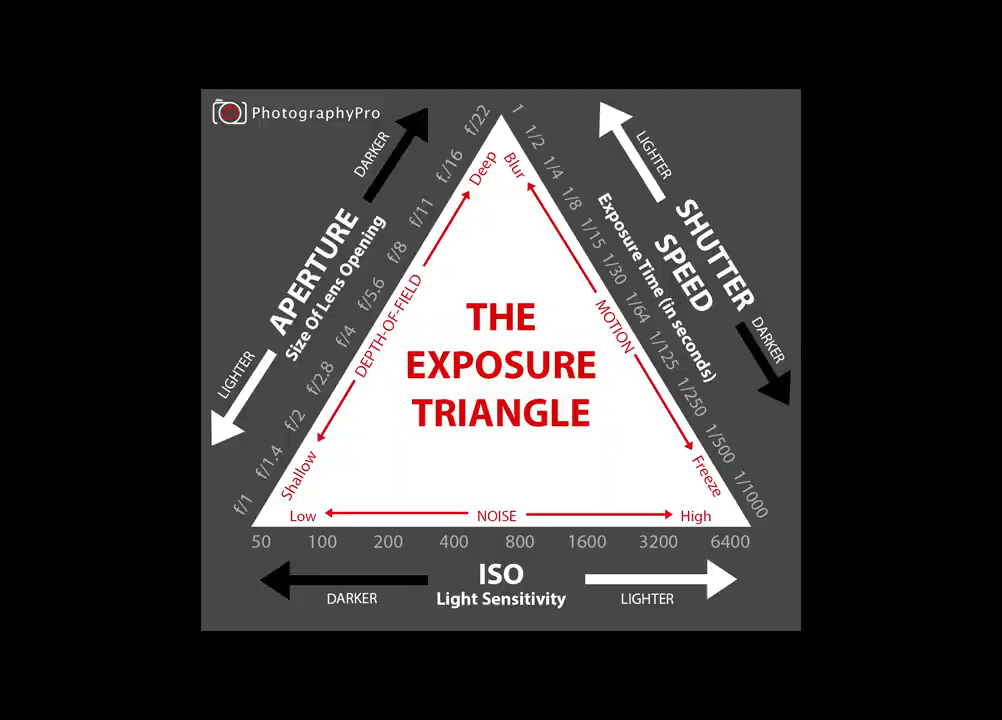 PhotographyPro
DARKER
APERTURE
Size Of Lens Opening
LIGHTER
f/22
f./16
f/11
f/8
f/5.6
f/4
f/2.8
f/2
f/1.4
f/1
Deep
DEPTH-OF-FIELD
Shallow
THE
EXPOSURE
TRIANGLE
Blur
MOTION
Freeze
1
1/2
1/4
1/8
1/15
1/30
1/64
1/125
1/250
1/500
1/1000
LIGHTER
SHUTTER
SPEED
Exposure Time (in seconds)
DARKER
Low NOISE High
50 100 200 400 800 1600 3200 6400
ISO
Light Sensitivity
DARKER LIGHTER